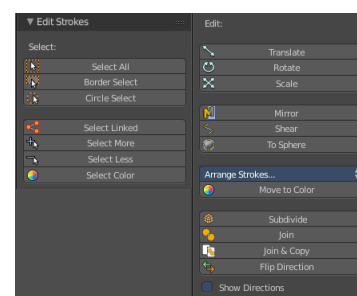 Edit Strokes
Select:
Select All
Border Select
Circle Select
Select Linked
Select More
Select Less
Select Color
Edit:
Translate
Rotate
Scale
Mirror
Shear
To Sphere
Arrange Strokes...
Move to Color
Subdivide
Join
Join & Copy
Flip Direction
Show Directions